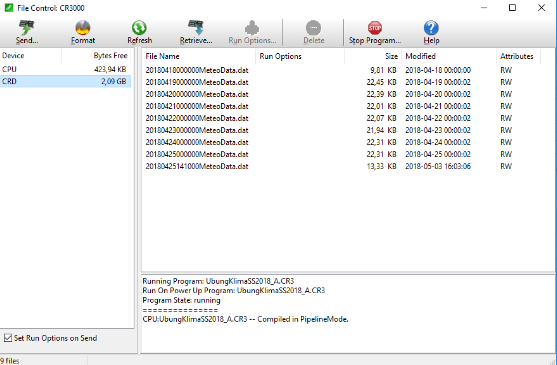 File Control: CR3000
Send... Format Refresh Retrieve... Run Options... Delete Stop Program... Help
Device Bytes Free
CPU 423,94 KB
CRD 2,09 GB
File Name Run Options Size Modified Attributes
20180418000000MeteoData.dat 9,81 KB 2018-04-18 00:00:00 RW
20180419000000MeteoData.dat 22,45 KB 2018-04-19 00:00:02 RW
20180420000000MeteoData.dat 22,39 KB 2018-04-20 00:00:02 RW
20180421000000MeteoData.dat 22,01 KB 2018-04-21 00:00:02 RW
20180422000000MeteoData.dat 22,07 KB 2018-04-22 00:00:02 RW
20180423000000MeteoData.dat 21,94 KB 2018-04-23 00:00:02 RW
20180424000000MeteoData.dat 22,31 KB 2018-04-24 00:00:02 RW
20180425000000MeteoData.dat 22,31 KB 2018-04-25 00:00:02 RW
20180425141000MeteoData.dat 13,33 KB 2018-05-03 16:03:06 RW
Running Program: UbungKlimaSS2018_A.CR3
Run On Power Up Program: UbungKlimaSS2018_A.CR3
Program State: running
===============
CPU:UbungKlimaSS2018_A.CR3 -- Compiled in PipelineMode.
Set Run Options on Send
9 files